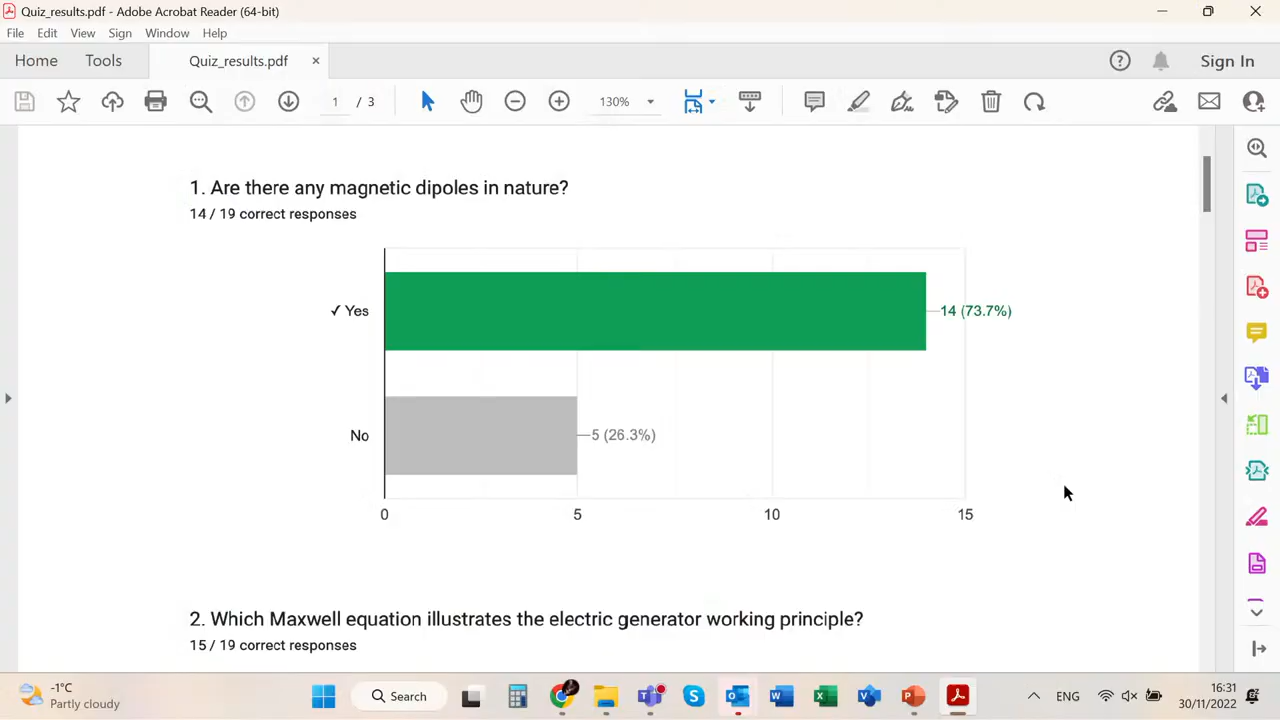 Quiz_results.pdf - Adobe Acrobat Reader (64-bit)
File Edit View Sign Window Help
Home Tools Quiz_results.pdf × Sign In
1 / 3 130%
1. Are there any magnetic dipoles in nature?
14 / 19 correct responses
✓ Yes 14 (73.7%)
No 5 (26.3%)
0 5 10 15
2. Which Maxwell equation illustrates the electric generator working principle?
15 / 19 correct responses
-1°C
Partly cloudy
Search
ENG
16:31
30/11/2022